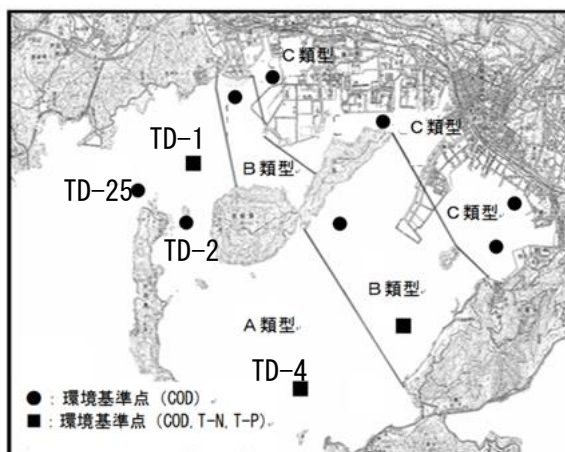 C類型
TD-1
C類型
B類型
TD-25
C類型
TD-2
B類型
A類型
TD-4
●：環境基準点（COD）
■：環境基準点（COD, T-N, T-P）